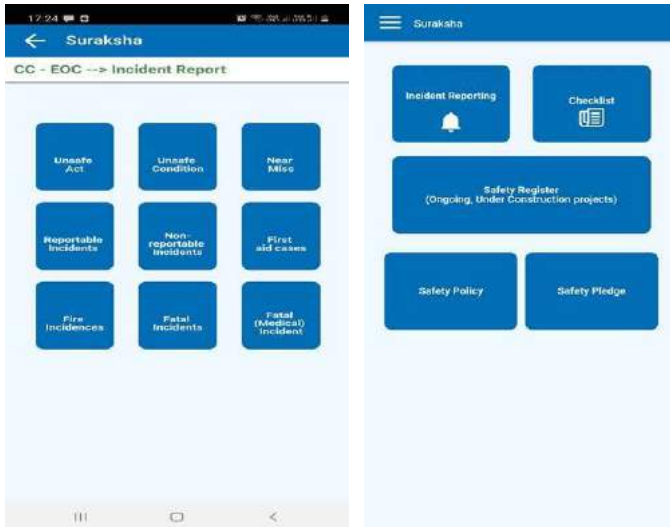 17:24
Suraksha
CC - EOC --> Incident Report
Unsafe
Act
Unsafe
Condition
Near
Miss
Reportable
Incidents
Non-
reportable
Incidents
First
aid cases
Fire
Incidences
Fatal
Incidents
Fatal
(Medical)
Incident
Suraksha
Incident Reporting
Checklist
Safety Register
(Ongoing, Under Construction projects)
Safety Policy
Safety Pledge